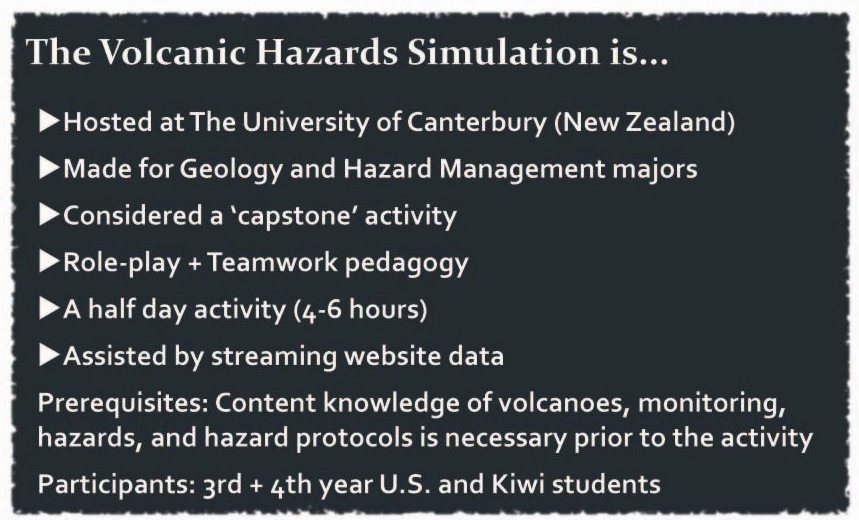 The Volcanic Hazards Simulation is...
▶Hosted at The University of Canterbury (New Zealand)
▶Made for Geology and Hazard Management majors
▶Considered a ‘capstone’ activity
▶Role-play + Teamwork pedagogy
▶A half day activity (4-6 hours)
▶Assisted by streaming website data
Prerequisites: Content knowledge of volcanoes, monitoring,
hazards, and hazard protocols is necessary prior to the activity
Participants: 3rd + 4th year U.S. and Kiwi students